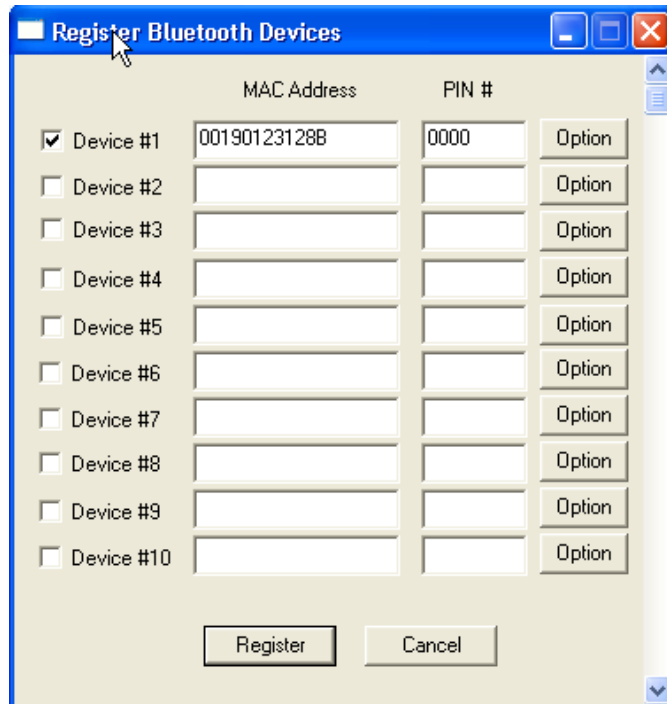 Register Bluetooth Devices
MAC Address PIN #
Device #1 00190123128B 0000 Option
Device #2 Option
Device #3 Option
Device #4 Option
Device #5 Option
Device #6 Option
Device #7 Option
Device #8 Option
Device #9 Option
Device #10 Option
Register Cancel